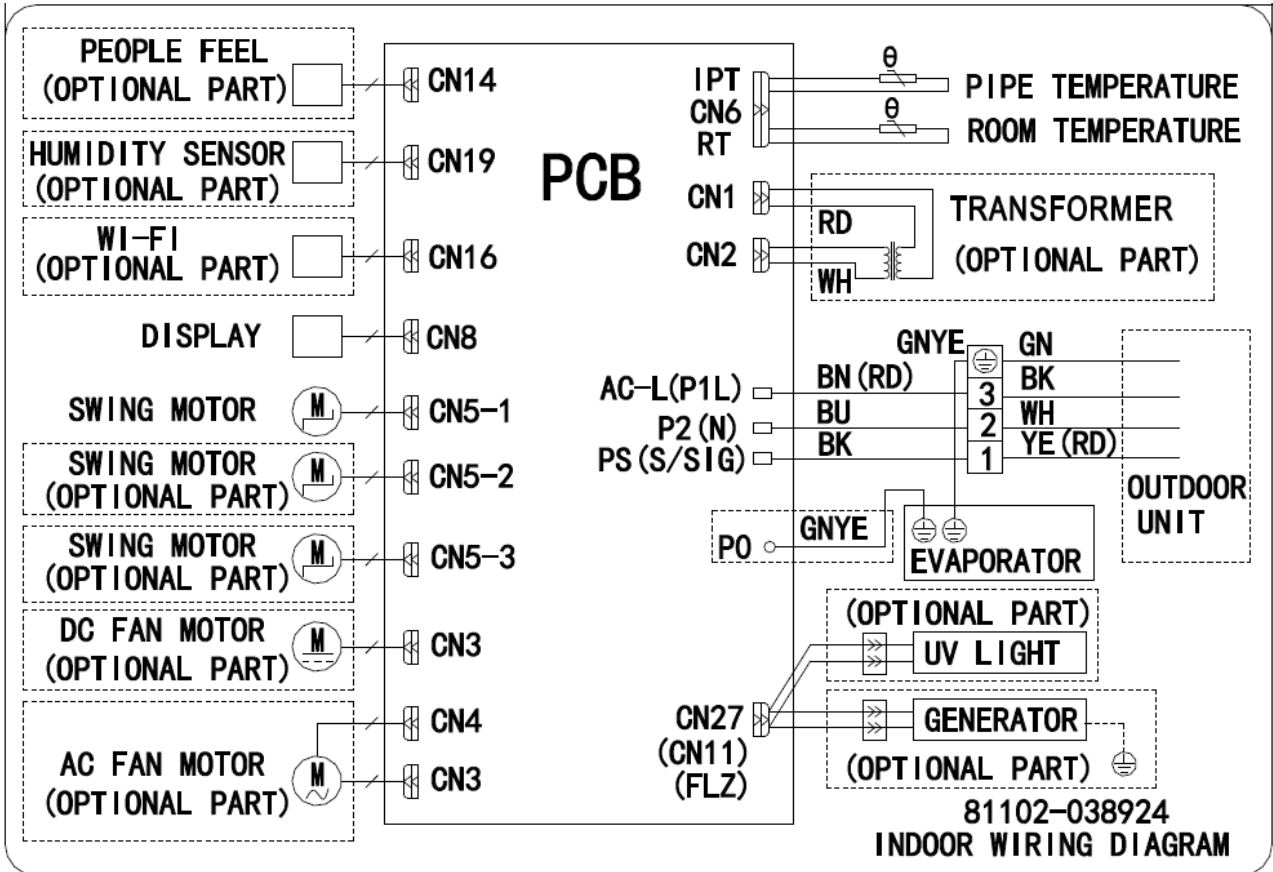 PEOPLE FEEL
(OPTIONAL PART)
CN14
HUMIDITY SENSOR
(OPTIONAL PART)
CN19
WI-FI
(OPTIONAL PART)
CN16
DISPLAY
CN8
SWING MOTOR
M
CN5-1
SWING MOTOR
(OPTIONAL PART)
M
CN5-2
SWING MOTOR
(OPTIONAL PART)
M
CN5-3
DC FAN MOTOR
(OPTIONAL PART)
M
CN3
AC FAN MOTOR
(OPTIONAL PART)
M
CN4
CN3
PCB
IPT
CN6
RT
θ
PIPE TEMPERATURE
θ
ROOM TEMPERATURE
CN1
CN2
RD
WH
TRANSFORMER
(OPTIONAL PART)
AC-L(P1L)
P2(N)
PS(S/SIG)
BN(RD)
BU
BK
GNYE
3
2
1
GN
BK
WH
YE(RD)
OUTDOOR
UNIT
P0
GNYE
EVAPORATOR
(OPTIONAL PART)
UV LIGHT
CN27
(CN11)
(FLZ)
GENERATOR
(OPTIONAL PART)
81102-038924
INDOOR WIRING DIAGRAM